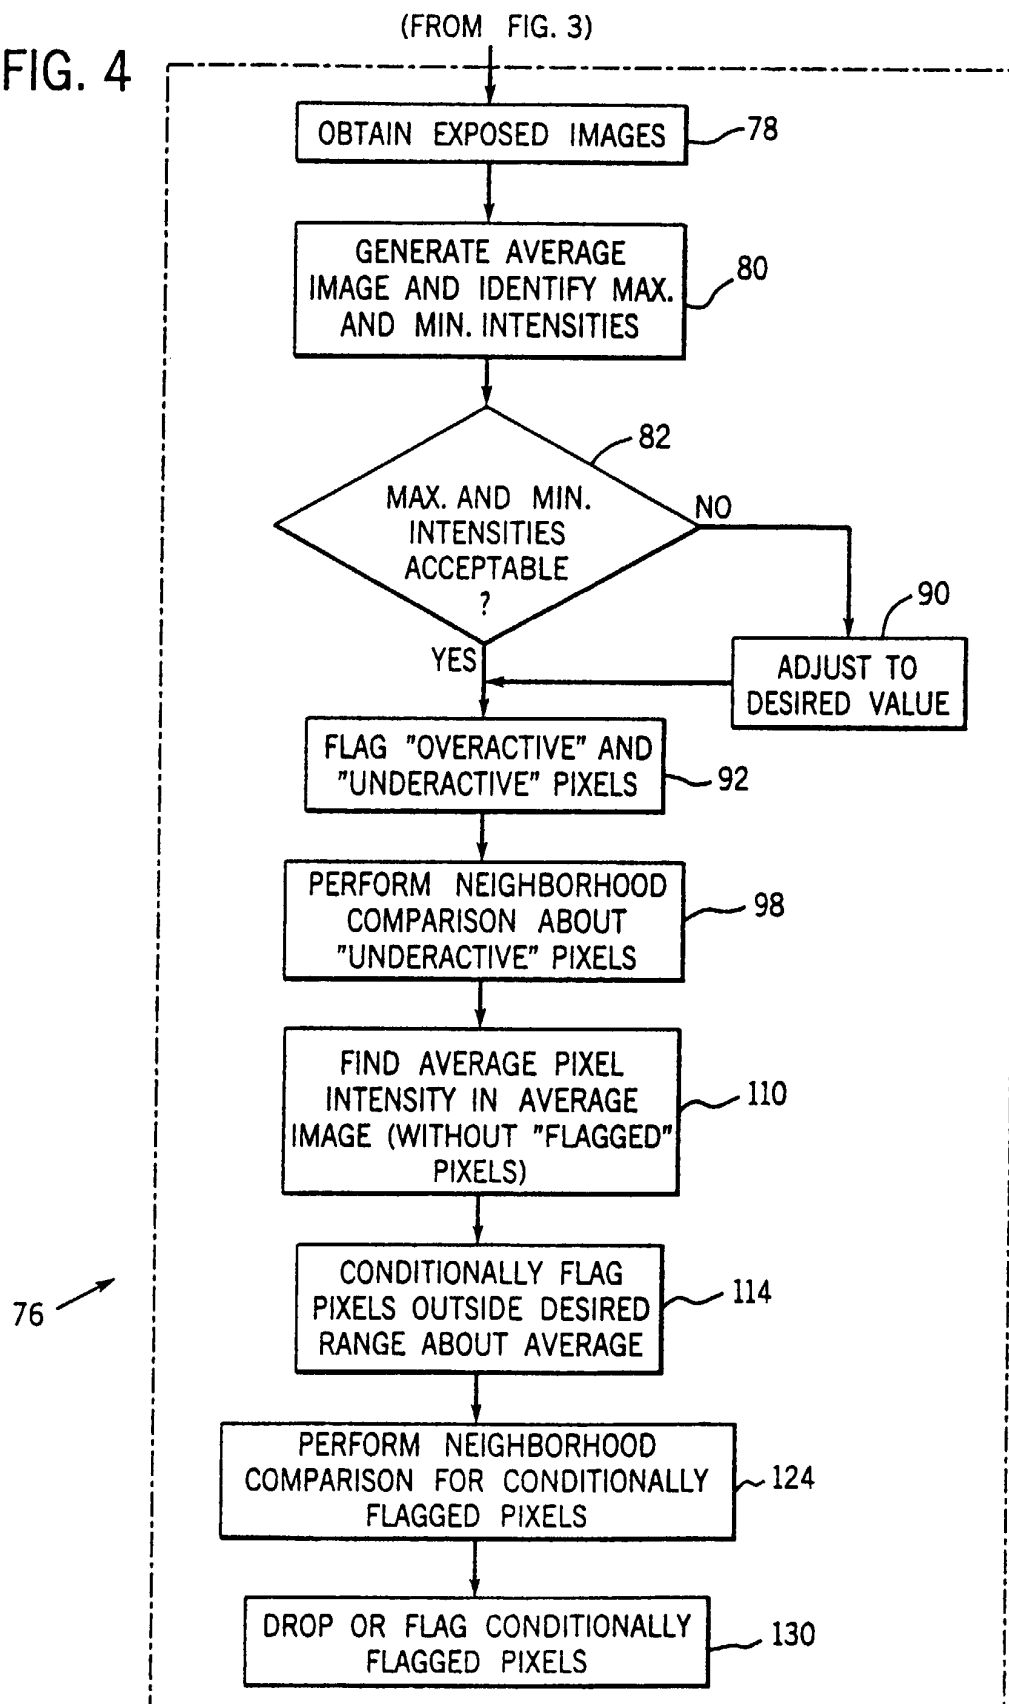 (FROM FIG. 3)
FIG. 4
OBTAIN EXPOSED IMAGES
78
GENERATE AVERAGE
IMAGE AND IDENTIFY MAX.
AND MIN. INTENSITIES
80
82
MAX. AND MIN.
INTENSITIES
ACCEPTABLE
?
NO
YES
90
ADJUST TO
DESIRED VALUE
FLAG "OVERACTIVE" AND
"UNDERACTIVE" PIXELS
92
PERFORM NEIGHBORHOOD
COMPARISON ABOUT
"UNDERACTIVE" PIXELS
98
FIND AVERAGE PIXEL
INTENSITY IN AVERAGE
IMAGE (WITHOUT "FLAGGED"
PIXELS)
110
CONDITIONALLY FLAG
PIXELS OUTSIDE DESIRED
RANGE ABOUT AVERAGE
114
76
PERFORM NEIGHBORHOOD
COMPARISON FOR CONDITIONALLY
FLAGGED PIXELS
124
DROP OR FLAG CONDITIONALLY
FLAGGED PIXELS
130